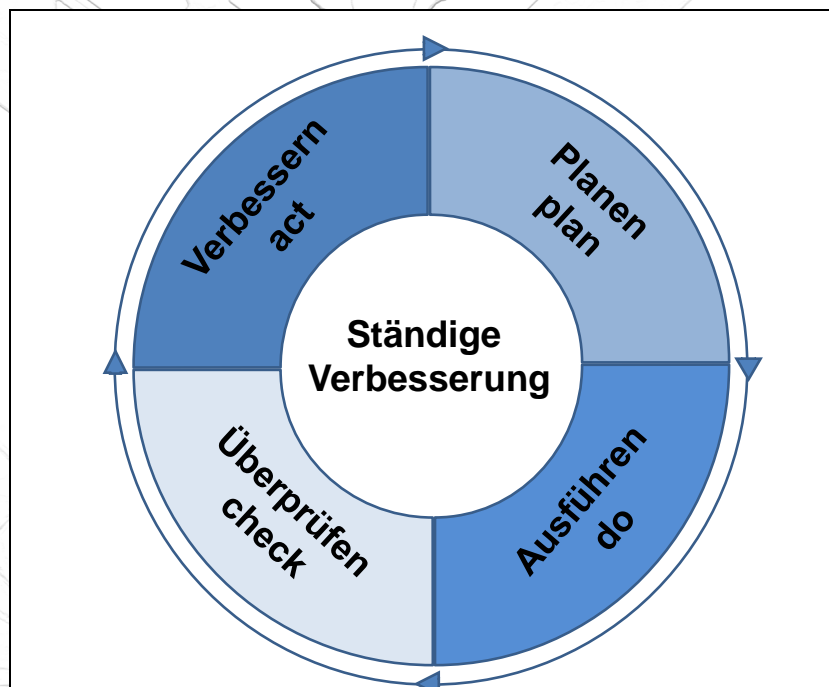 Verbessern
act
Planen
plan
Ständige
Verbesserung
Überprüfen
check
Ausführen
do